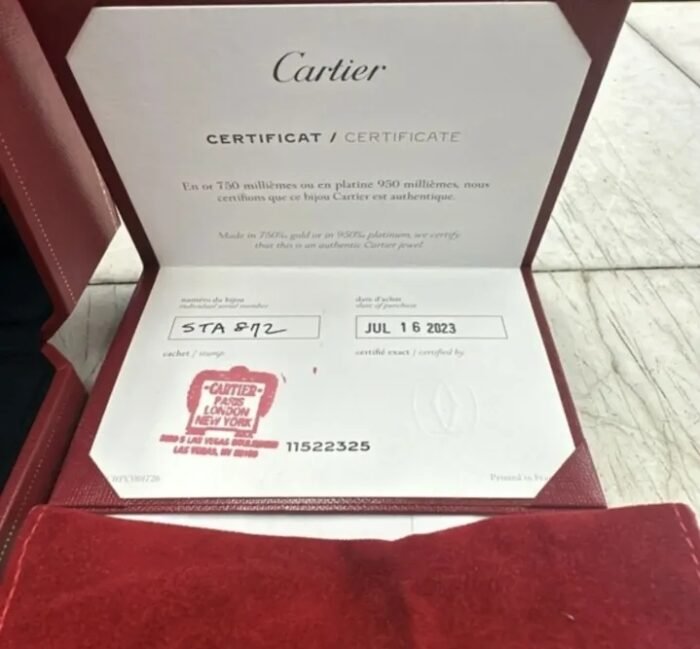 Cartier
CERTIFICAT / CERTIFICATE
En or 750 millièmes ou en platine 950 millièmes, nous
certifions que ce bijou Cartier est authentique.
Made in 750‰ gold or in 950‰ platinum, we certify
that this is an authentic Cartier jewel
numéro du bijou
individual serial number
date d'achat
date of purchase
STA 872
JUL 16 2023
cachet / stamp
certifié exact / certified by
CARTIER
PARIS
LONDON
NEW YORK
S LAS VEGAS BOULEVARD
LAS VEGAS, NV
11522325
Printed in